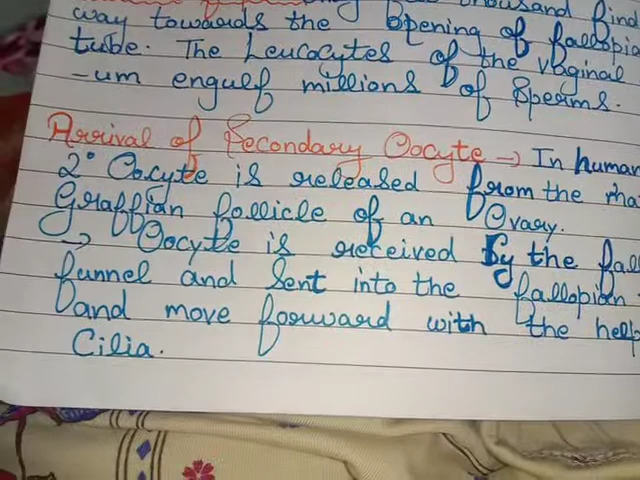 thousand find
way towards the opening of fallopia
tube. The Leucocytes of the vaginal
-um engulf millions of sperms.
Arrival of Secondary Oocyte → In human
2° Oocyte is released from the ma
Graffian follicle of an Ovary.
→ Oocyte is received by the fall
funnel and sent into the fallopian
and move forward with the help
Cilia.